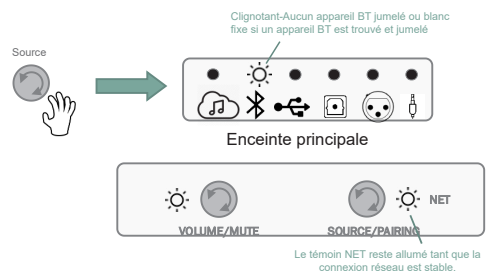 Clignotant-Aucun appareil BT jumelé ou blanc
fixe si un appareil BT est trouvé et jumelé
Source
Enceinte principale
NET
VOLUME/MUTE
SOURCE/PAIRING
Le témoin NET reste allumé tant que la
connexion réseau est stable.